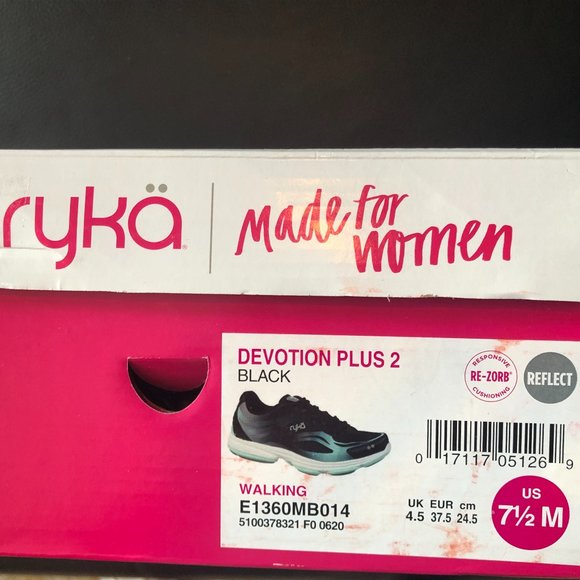 rykä
Made for
women
DEVOTION PLUS 2
BLACK
RESPONSIVE
RE-ZORB®
CUSHIONING
REFLECT
ryka
0 17117 05126 9
WALKING
E1360MB014
5100378321 F0 0620
UK EUR cm
4.5 37.5 24.5
US
7½ M